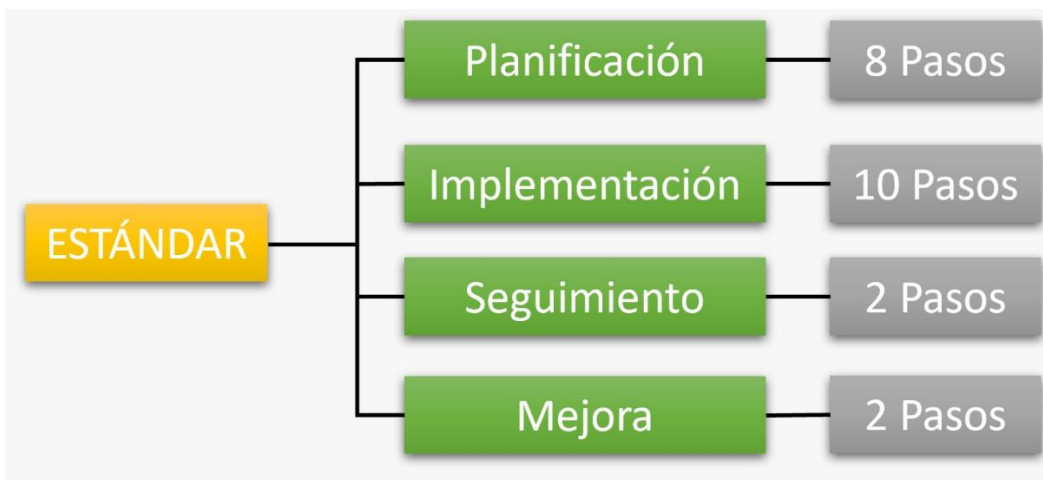 Planificación
8 Pasos
Implementación
10 Pasos
ESTÁNDAR
Seguimiento
2 Pasos
Mejora
2 Pasos